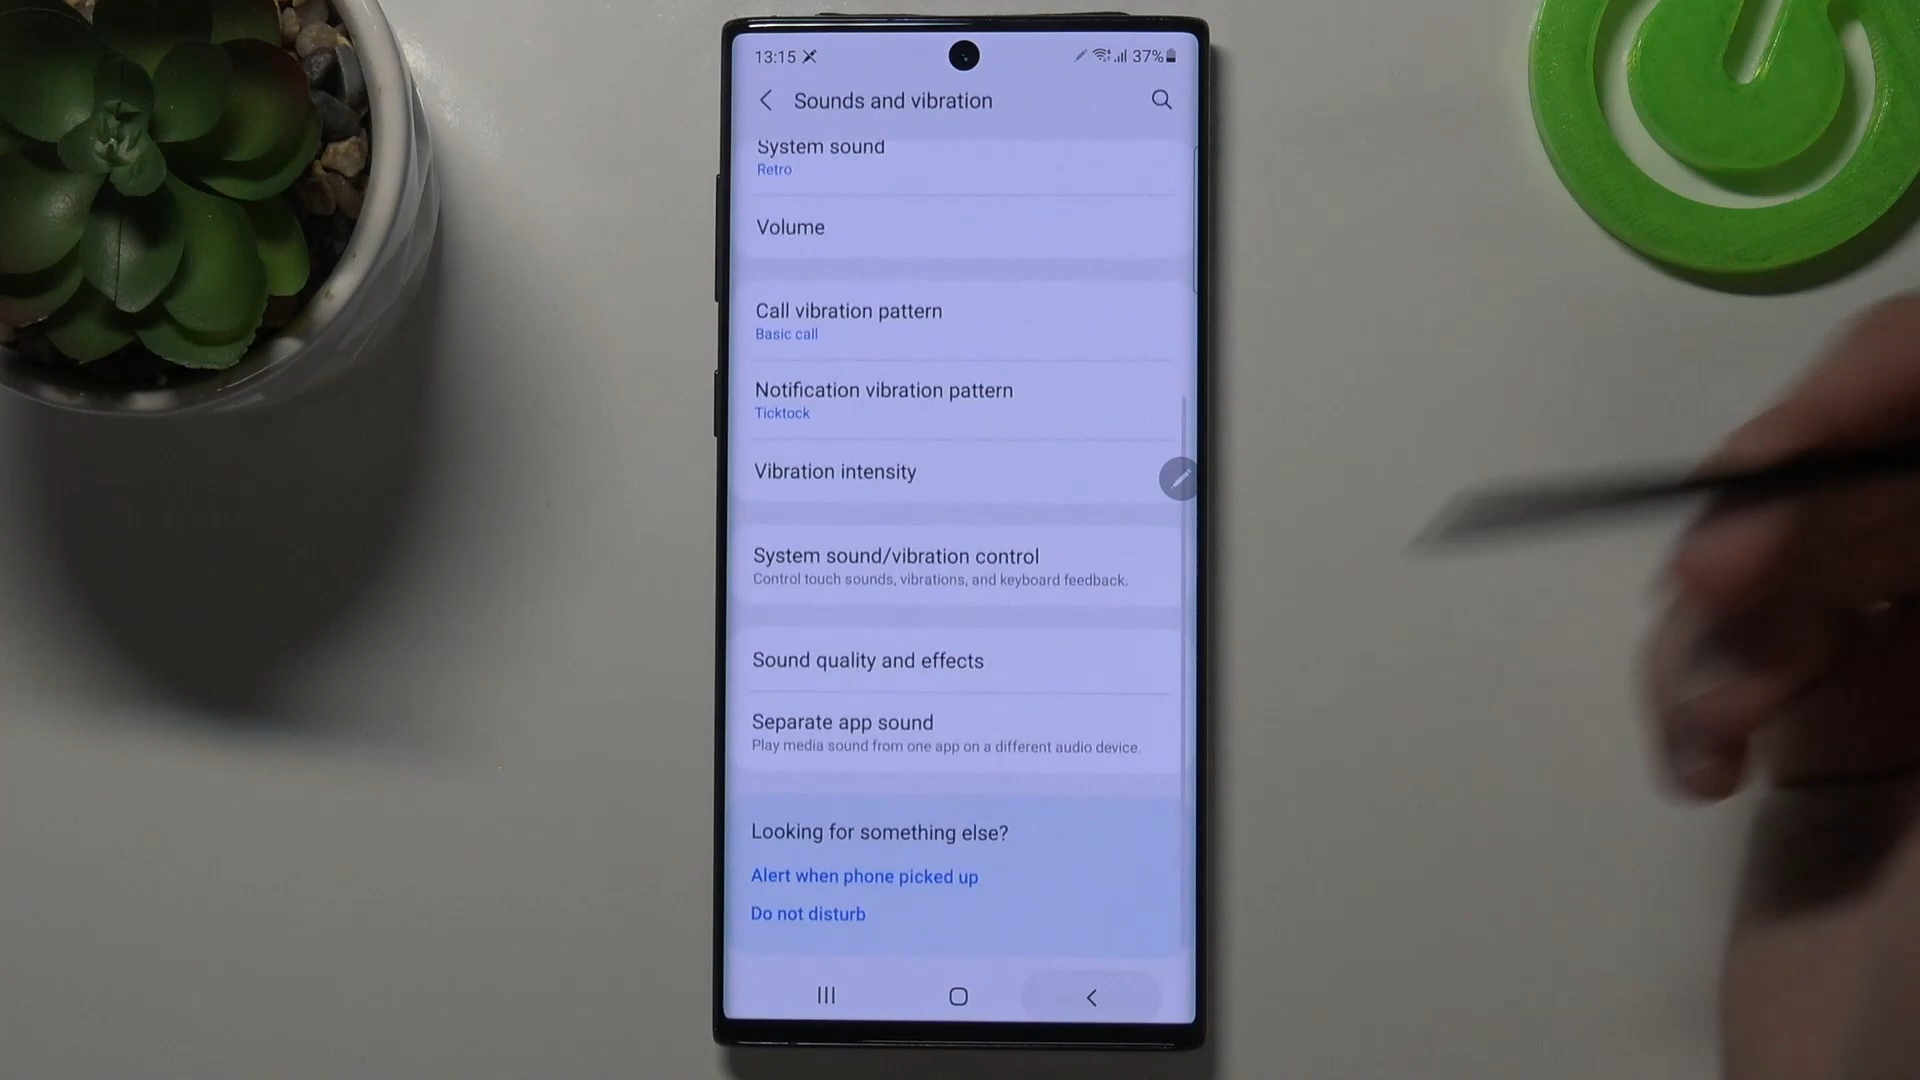 13:15
37%
Sounds and vibration
System sound
Retro
Volume
Call vibration pattern
Basic call
Notification vibration pattern
Ticktock
Vibration intensity
System sound/vibration control
Control touch sounds, vibrations, and keyboard feedback.
Sound quality and effects
Separate app sound
Play media sound from one app on a different audio device.
Looking for something else?
Alert when phone picked up
Do not disturb